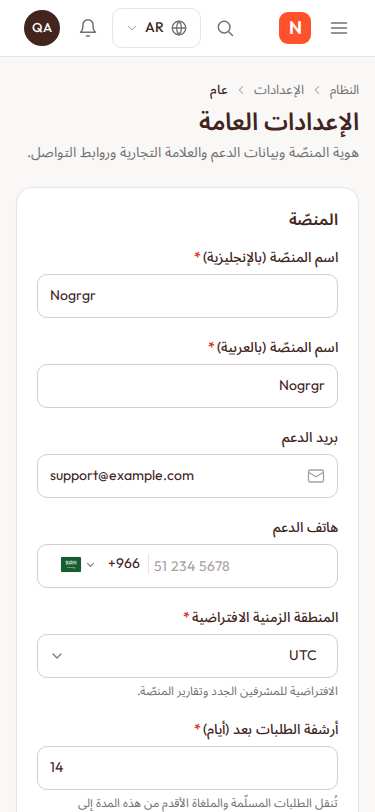 N
AR
QA
النظام > الإعدادات > عام
الإعدادات العامة
هوية المنصّة وبيانات الدعم والعلامة التجارية وروابط التواصل.
المنصّة
اسم المنصّة (بالإنجليزية) *
Nogrgr
اسم المنصّة (بالعربية) *
Nogrgr
بريد الدعم
support@example.com
هاتف الدعم
+966 51 234 5678
المنطقة الزمنية الافتراضية *
UTC
الافتراضية للمشرفين الجدد وتقارير المنصّة.
أرشفة الطلبات بعد (أيام) *
14
تُنقل الطلبات المسلّمة والملغاة الأقدم من هذه المدة إلى